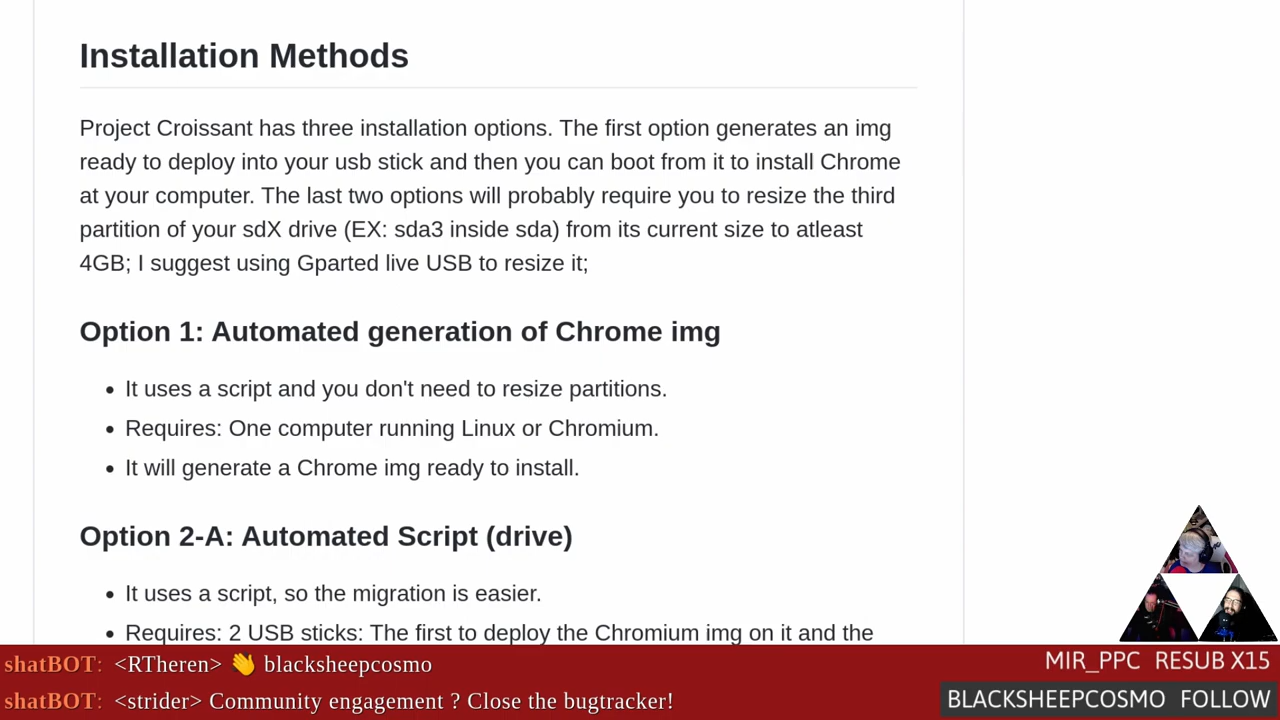 Installation Methods
Project Croissant has three installation options. The first option generates an img
ready to deploy into your usb stick and then you can boot from it to install Chrome
at your computer. The last two options will probably require you to resize the third
partition of your sdX drive (EX: sda3 inside sda) from its current size to atleast
4GB; I suggest using Gparted live USB to resize it;
Option 1: Automated generation of Chrome img
• It uses a script and you don't need to resize partitions.
• Requires: One computer running Linux or Chromium.
• It will generate a Chrome img ready to install.
Option 2-A: Automated Script (drive)
• It uses a script, so the migration is easier.
• Requires: 2 USB sticks: The first to deploy the Chromium img on it and the
shatBOT: <RTheren> 👋 blacksheepcosmo
MIR_PPC RESUB X15
shatBOT: <strider> Community engagement ? Close the bugtracker!
BLACKSHEEPCOSMO FOLLOW